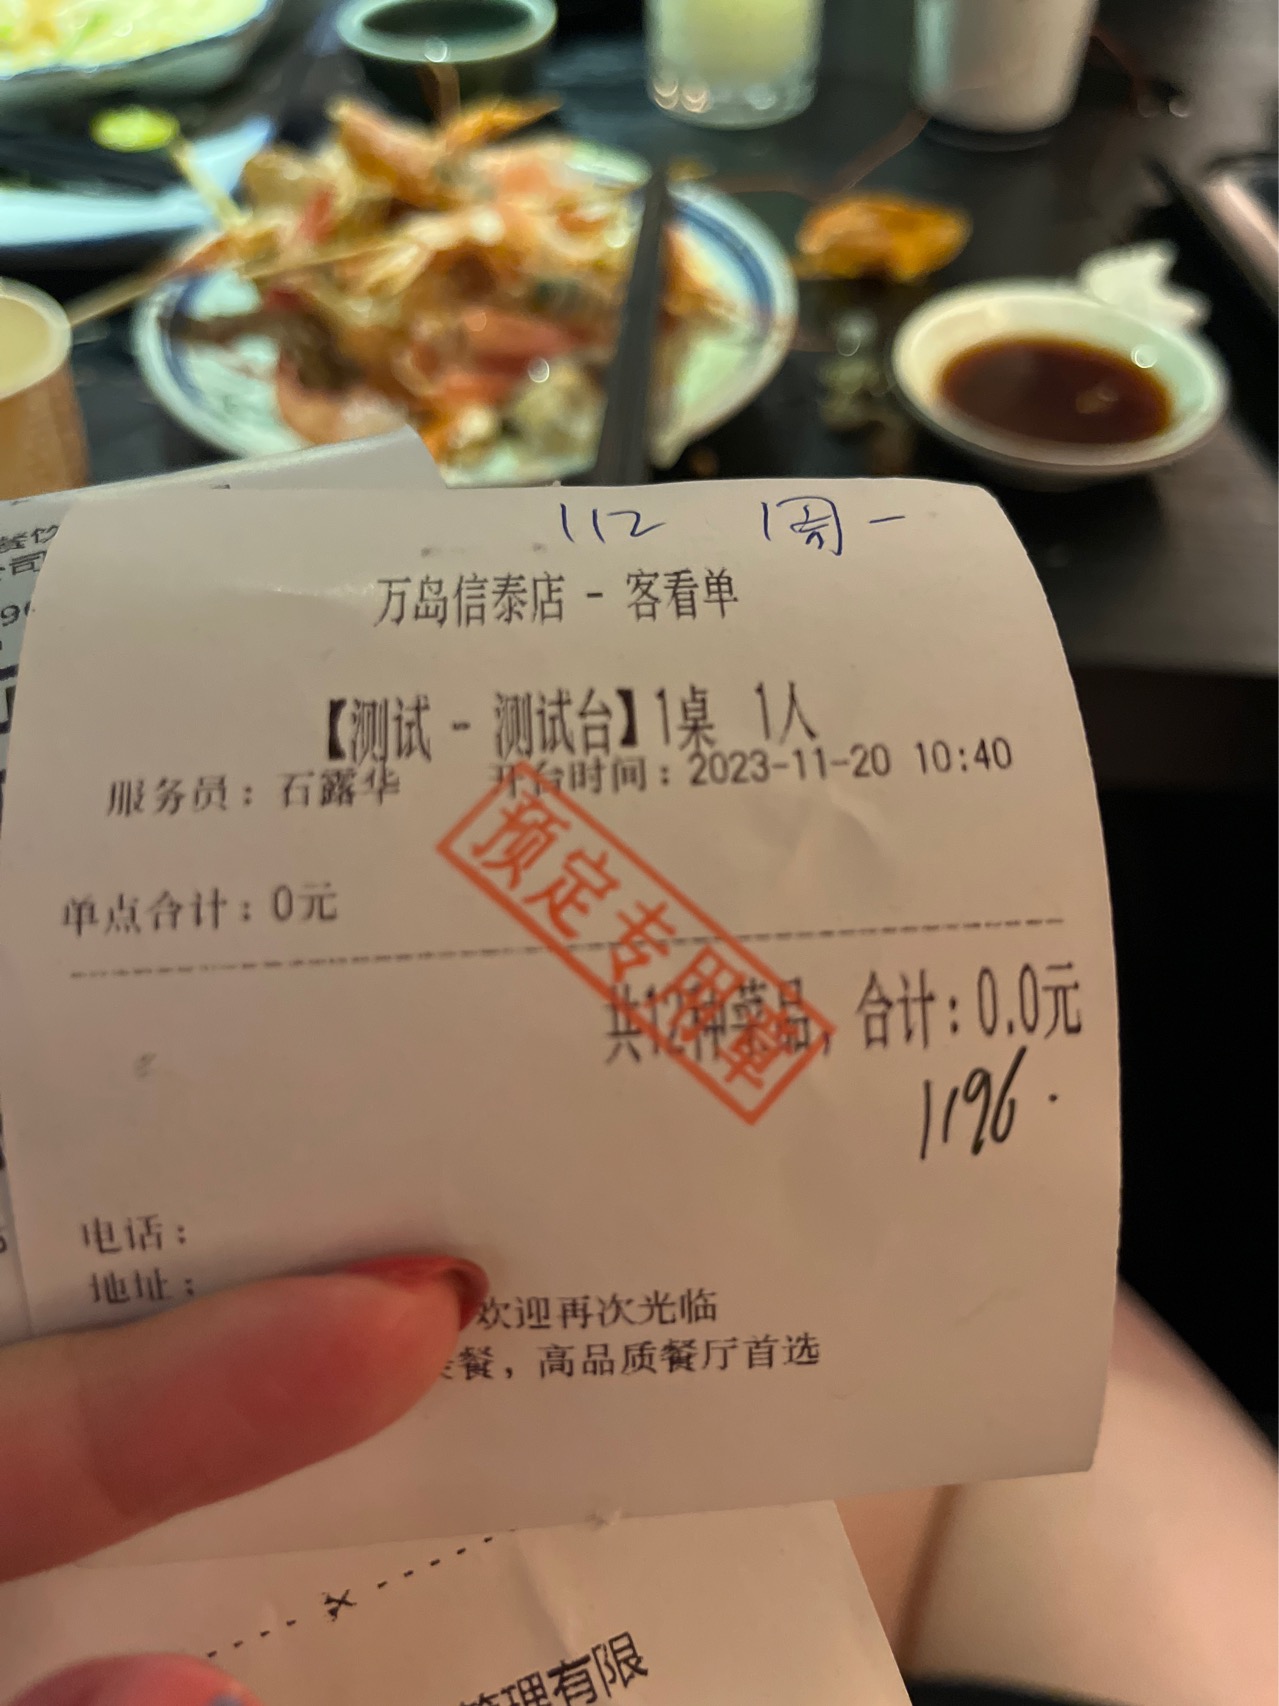 112 周一
万岛信泰店 - 客看单
【测试 - 测试台】1桌 1人
服务员：石露华 开台时间：2023-11-20 10:40
预定专用章
单点合计：0元
共12种菜品，合计：0.0元
1196.
电话：
地址：
欢迎再次光临
餐，高品质餐厅首选
管理有限